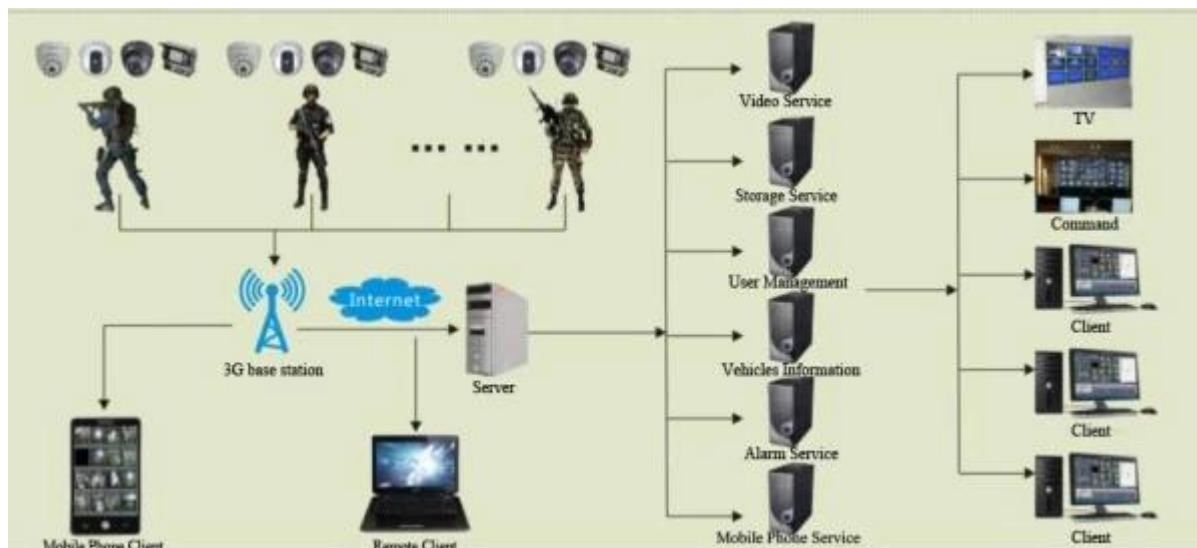 Video Service
TV
Storage Service
Command
User Management
Internet
Client
3G base station
Vehicles Information
Server
Client
Alarm Service
Client
Mobile Phone Client
Remote Client
Mobile Phone Service